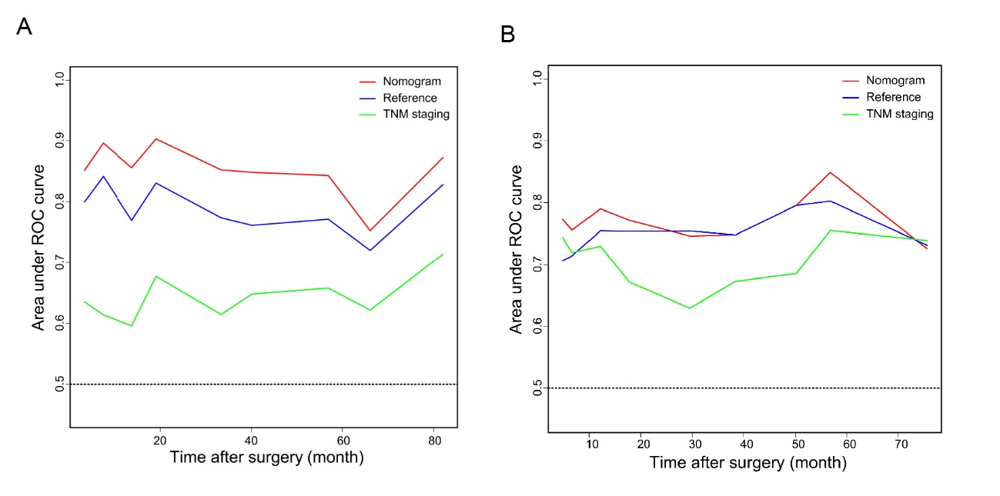 A
B
Nomogram
Reference
TNM staging
1.0
0.9
0.8
0.7
0.6
0.5
Area under ROC curve
20 40 60 80
Time after surgery (month)
Nomogram
Reference
TNM staging
1.0
0.9
0.8
0.7
0.6
0.5
Area under ROC curve
10 20 30 40 50 60 70
Time after surgery (month)